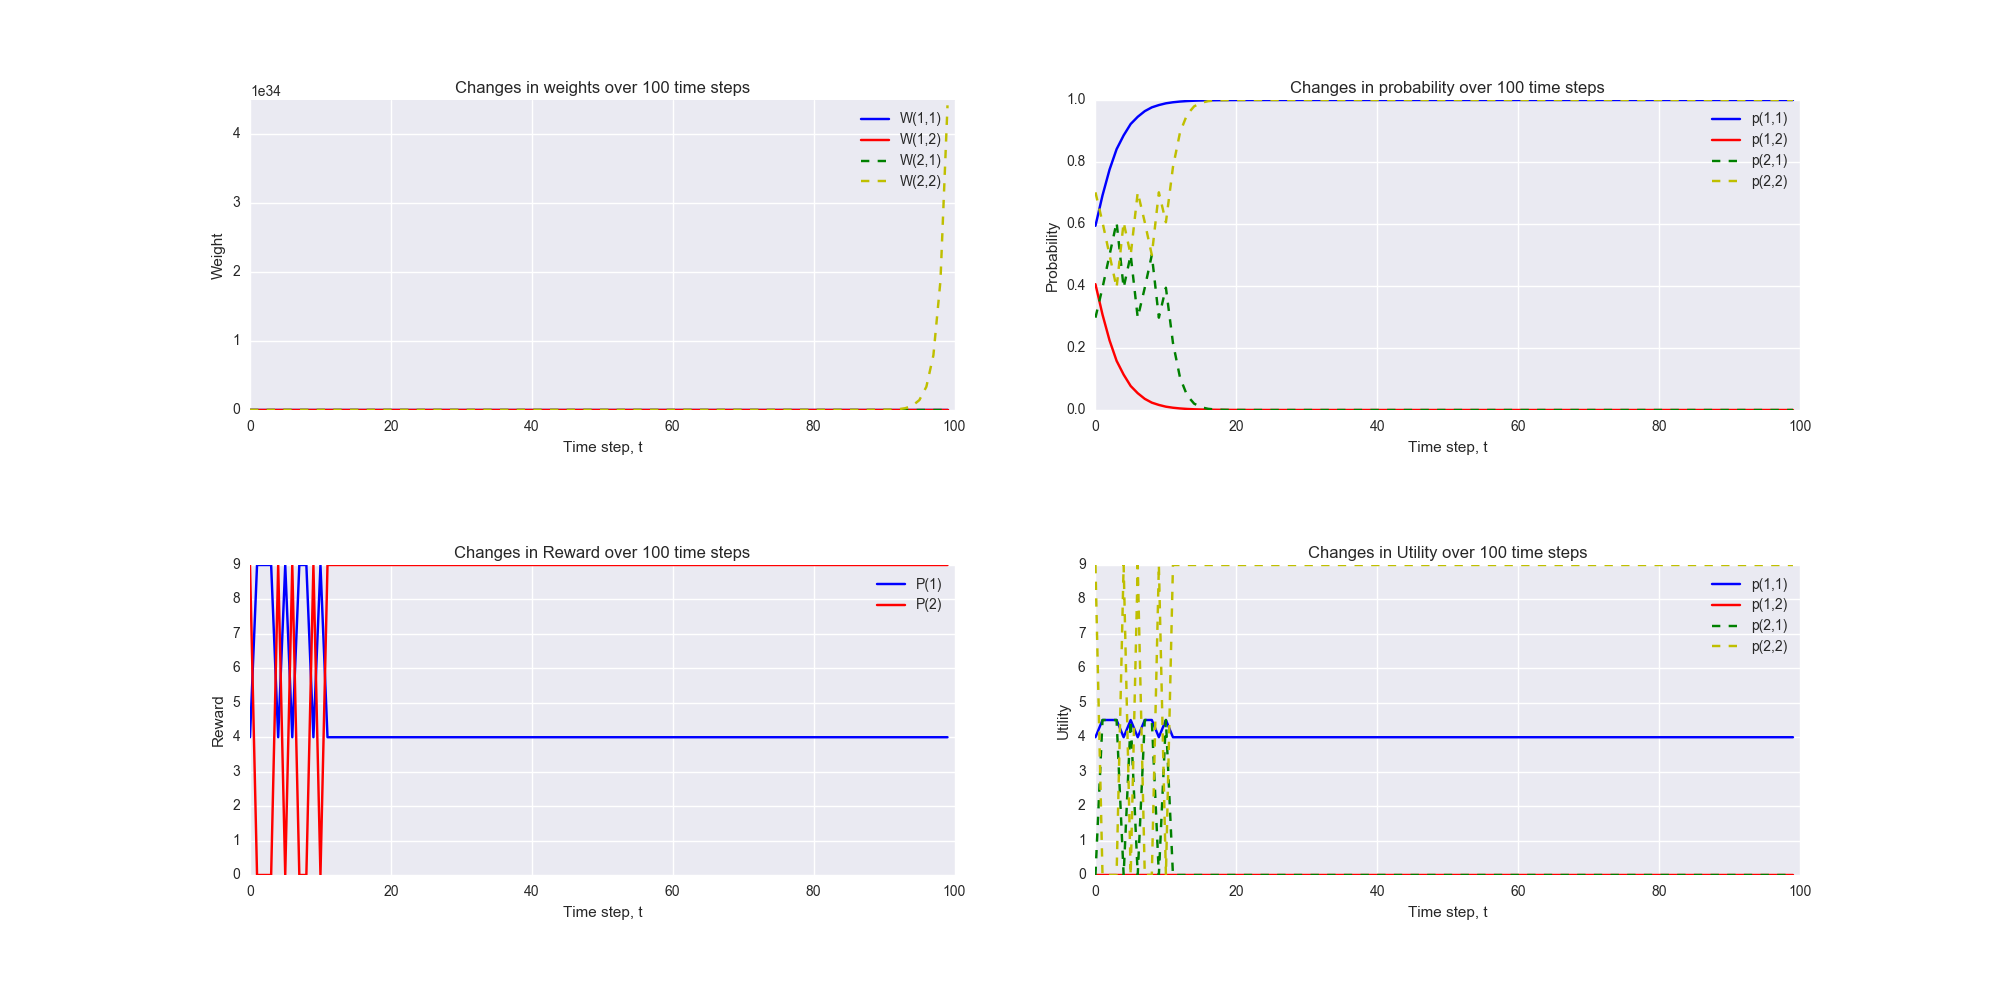 Changes in weights over 100 time steps
1e34
4
3
2
1
0
Weight
0 20 40 60 80 100
Time step, t
W(1,1)
W(1,2)
W(2,1)
W(2,2)
Changes in probability over 100 time steps
1.0
0.8
0.6
0.4
0.2
0.0
Probability
0 20 40 60 80 100
Time step, t
p(1,1)
p(1,2)
p(2,1)
p(2,2)
Changes in Reward over 100 time steps
9
8
7
6
5
4
3
2
1
0
Reward
0 20 40 60 80 100
Time step, t
P(1)
P(2)
Changes in Utility over 100 time steps
9
8
7
6
5
4
3
2
1
0
Utility
0 20 40 60 80 100
Time step, t
p(1,1)
p(1,2)
p(2,1)
p(2,2)